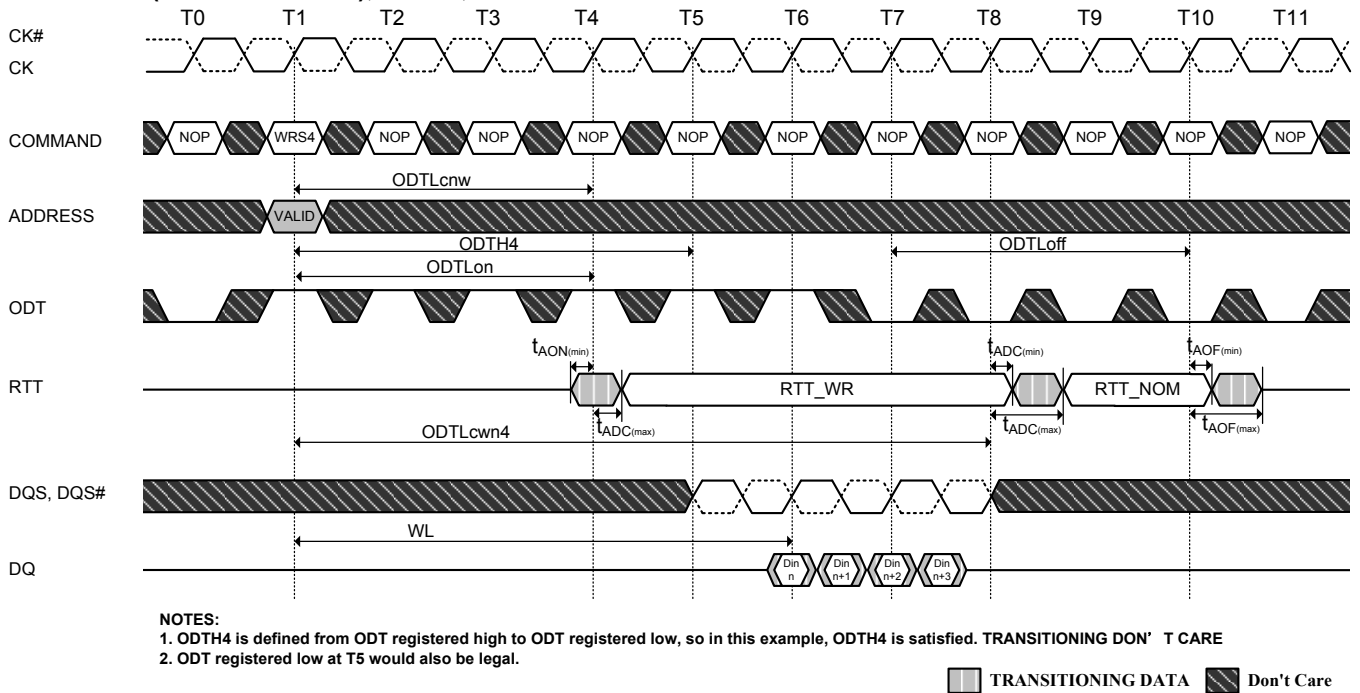 T0 T1 T2 T3 T4 T5 T6 T7 T8 T9 T10 T11
CK#
CK
COMMAND
NOP WRS4 NOP NOP NOP NOP NOP NOP NOP NOP NOP NOP
ODTLcnw
ADDRESS
VALID
ODTH4 ODTLoff
ODTLon
ODT
tAON(min) tADC(min) tAOF(min)
RTT
RTT_WR RTT_NOM
tADC(max) tADC(max) tAOF(max)
ODTLcwn4
DQS, DQS#
WL
DQ
Din n Din n+1 Din n+2 Din n+3
NOTES:
1. ODTH4 is defined from ODT registered high to ODT registered low, so in this example, ODTH4 is satisfied. TRANSITIONING DON' T CARE
2. ODT registered low at T5 would also be legal.
TRANSITIONING DATA Don't Care